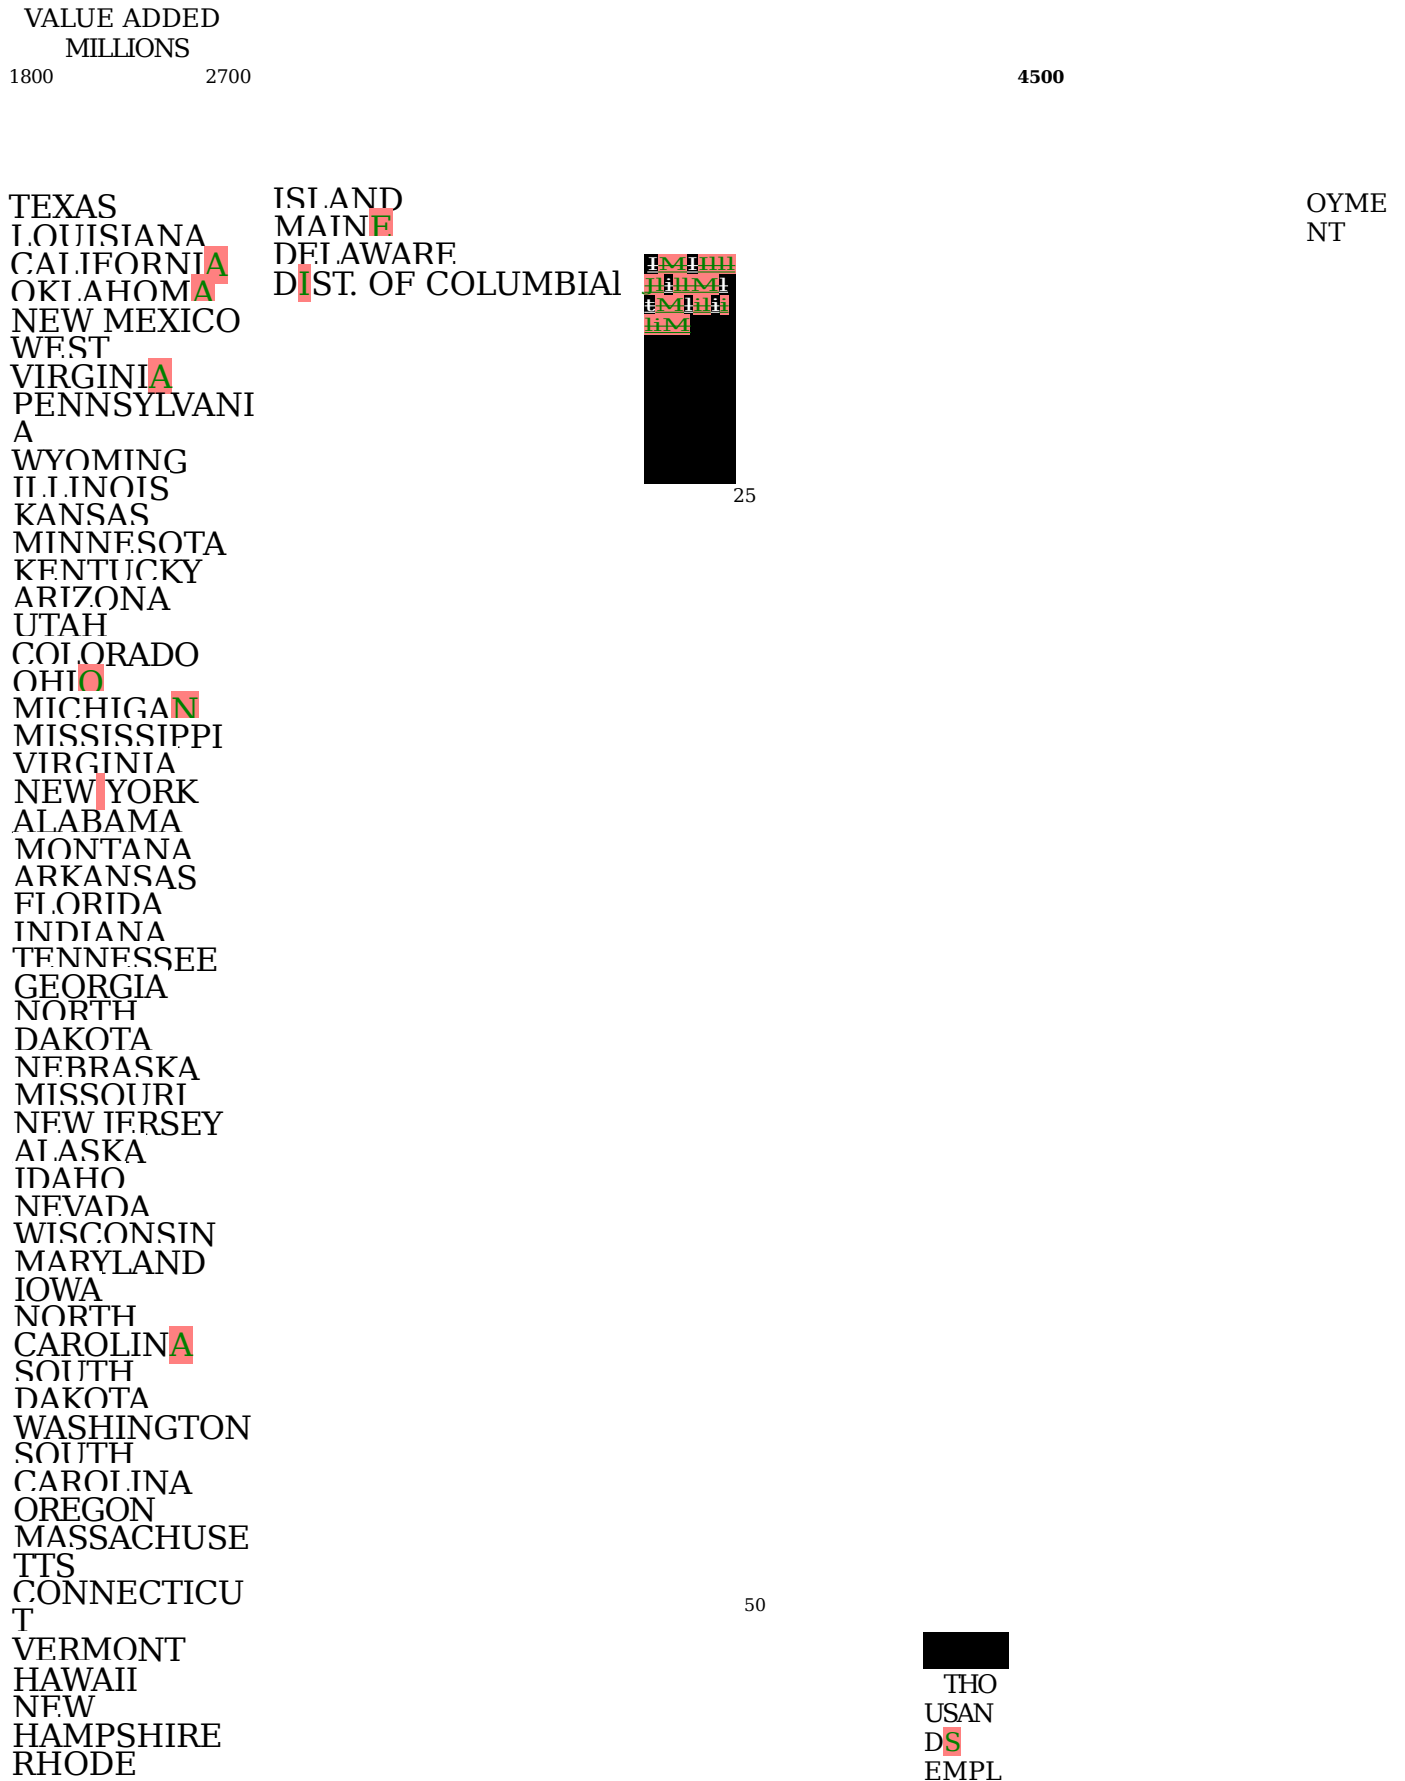 VALUE ADDED
MILLIONS
1800 2700 4500
TEXAS
LOUISIANA
CALIFORNIA
OKLAHOMA
NEW MEXICO
WEST
VIRGINIA
PENNSYLVANI
A
WYOMING
ILLINOIS
KANSAS
MINNESOTA
KENTUCKY
ARIZONA
UTAH
COLORADO
OHIO
MICHIGAN
MISSISSIPPI
VIRGINIA
NEW YORK
ALABAMA
MONTANA
ARKANSAS
FLORIDA
INDIANA
TENNESSEE
GEORGIA
NORTH
DAKOTA
NEBRASKA
MISSOURI
NEW JERSEY
ALASKA
IDAHO
NEVADA
WISCONSIN
MARYLAND
IOWA
NORTH
CAROLINA
SOUTH
DAKOTA
WASHINGTON
SOUTH
CAROLINA
OREGON
MASSACHUSE
TTS
CONNECTICU
T
VERMONT
HAWAII
NEW
HAMPSHIRE
RHODE
ISLAND
MAINE
DELAWARE
DIST. OF COLUMBIAl
25
50
THO
USAN
DS
EMPL
OYME
NT